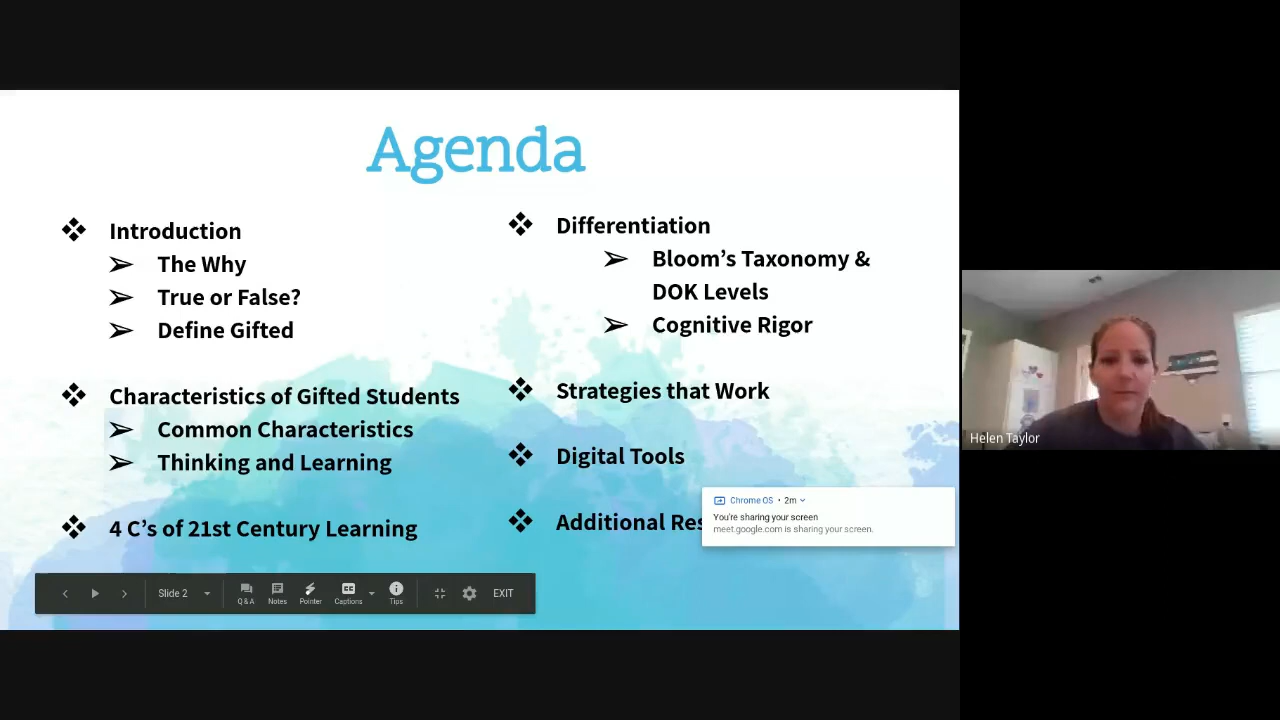 Agenda
Introduction
The Why
True or False?
Define Gifted
Characteristics of Gifted Students
Common Characteristics
Thinking and Learning
4 C's of 21st Century Learning
Differentiation
Bloom's Taxonomy &
DOK Levels
Cognitive Rigor
Strategies that Work
Digital Tools
Additional
Chrome OS • 2m
You're sharing your screen
meet.google.com is sharing your screen.
Slide 2
Q & A
Notes
Pointer
Captions
Tips
EXIT
Helen Taylor